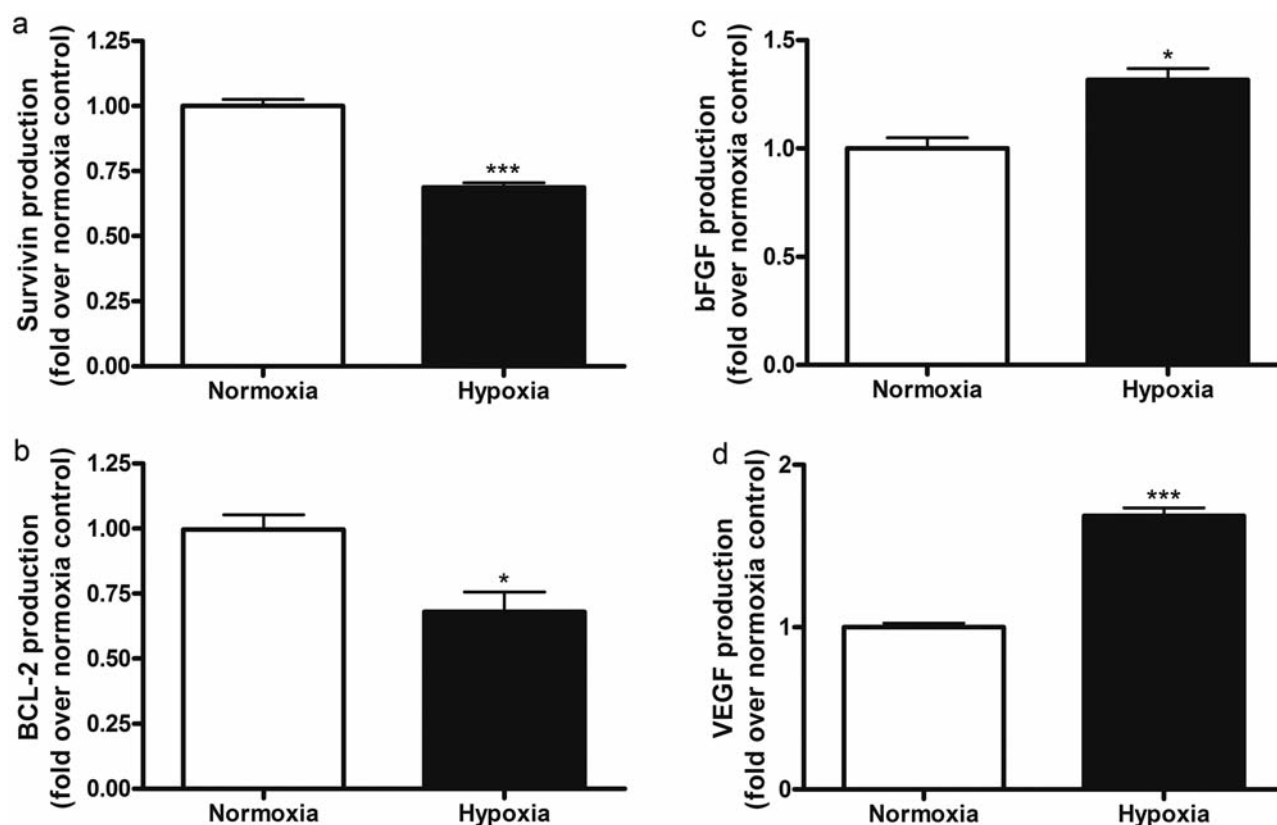 a
Survivin production
(fold over normoxia control)
1.25
1.00
0.75
0.50
0.25
0.00
***
Normoxia Hypoxia
b
BCL-2 production
(fold over normoxia control)
1.25
1.00
0.75
0.50
0.25
0.00
*
Normoxia Hypoxia
c
bFGF production
(fold over normoxia control)
1.5
1.0
0.5
0.0
*
Normoxia Hypoxia
d
VEGF production
(fold over normoxia control)
2
1
0
***
Normoxia Hypoxia